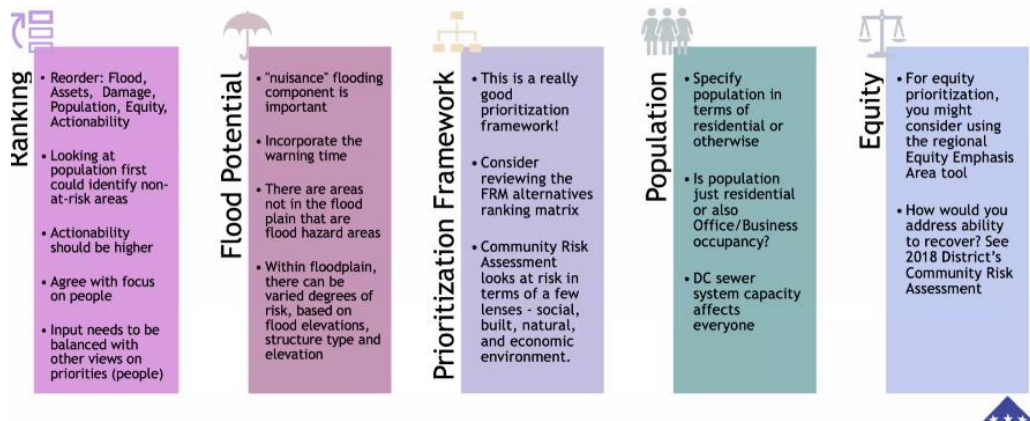 Ranking
• Reorder: Flood,
Assets, Damage,
Population, Equity,
Actionability
• Looking at
population first
could identify non-
at-risk areas
• Actionability
should be higher
• Agree with focus
on people
• Input needs to be
balanced with
other views on
priorities (people)
Flood Potential
• "nuisance" flooding
component is
important
• Incorporate the
warning time
• There are areas
not in the flood
plain that are
flood hazard areas
• Within floodplain,
there can be
varied degrees of
risk, based on
flood elevations,
structure type and
elevation
Prioritization Framework
• This is a really
good
prioritization
framework!
• Consider
reviewing the
FRM alternatives
ranking matrix
• Community Risk
Assessment
looks at risk in
terms of a few
lenses - social,
built, natural,
and economic
environment.
Population
• Specify
population in
terms of
residential or
otherwise
• Is population
just residential
or also
Office/Business
occupancy?
• DC sewer
system capacity
affects
everyone
Equity
• For equity
prioritization,
you might
consider using
the regional
Equity Emphasis
Area tool
• How would you
address ability
to recover? See
2018 District's
Community Risk
Assessment